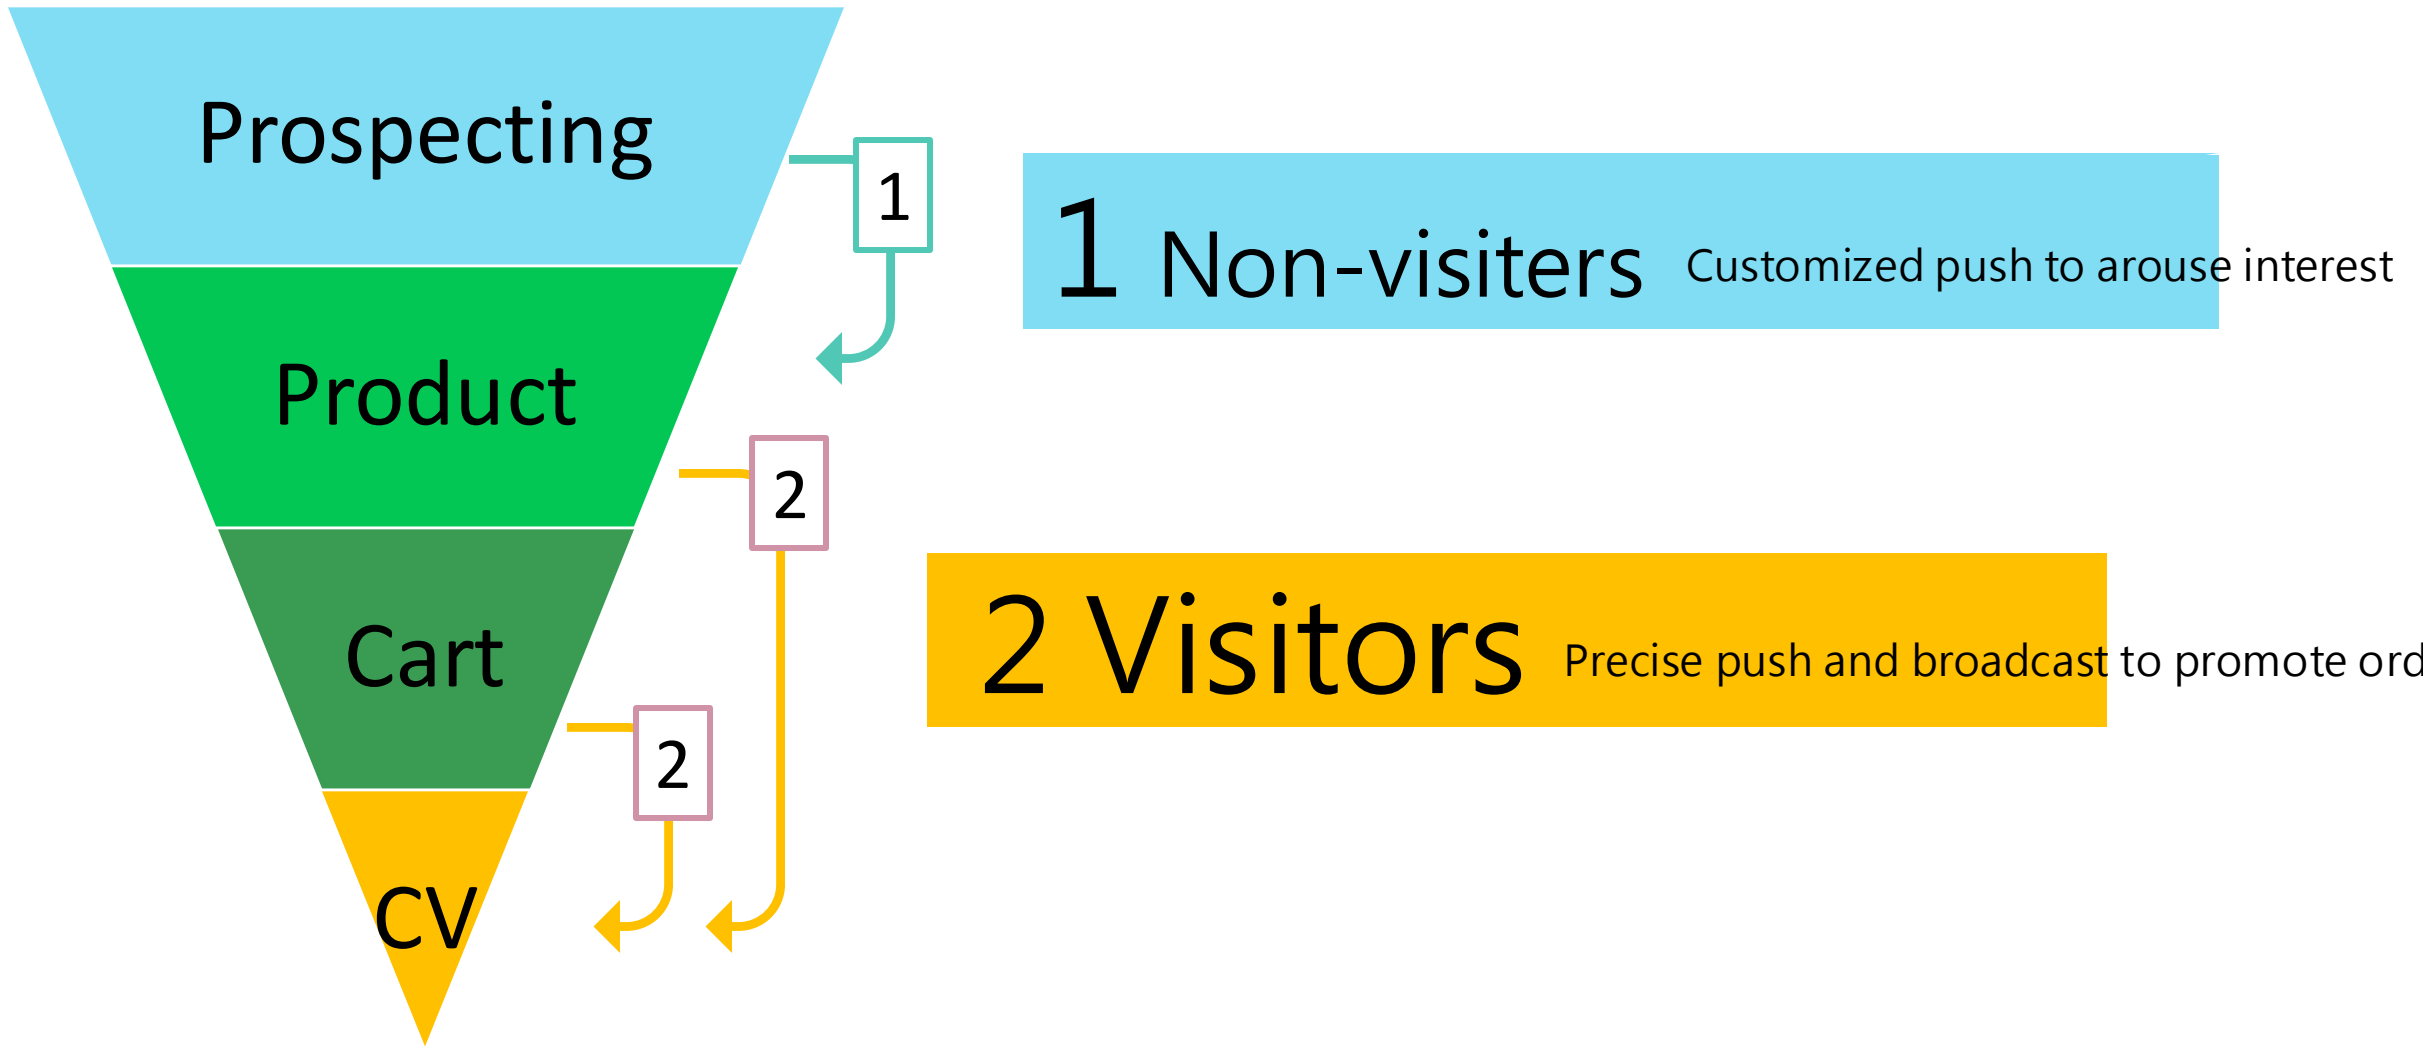 Prospecting
1
1 Non-visiters Customized push to arouse interest
Product
2
2 Visitors Precise push and broadcast to promote ord
Cart
2
CV